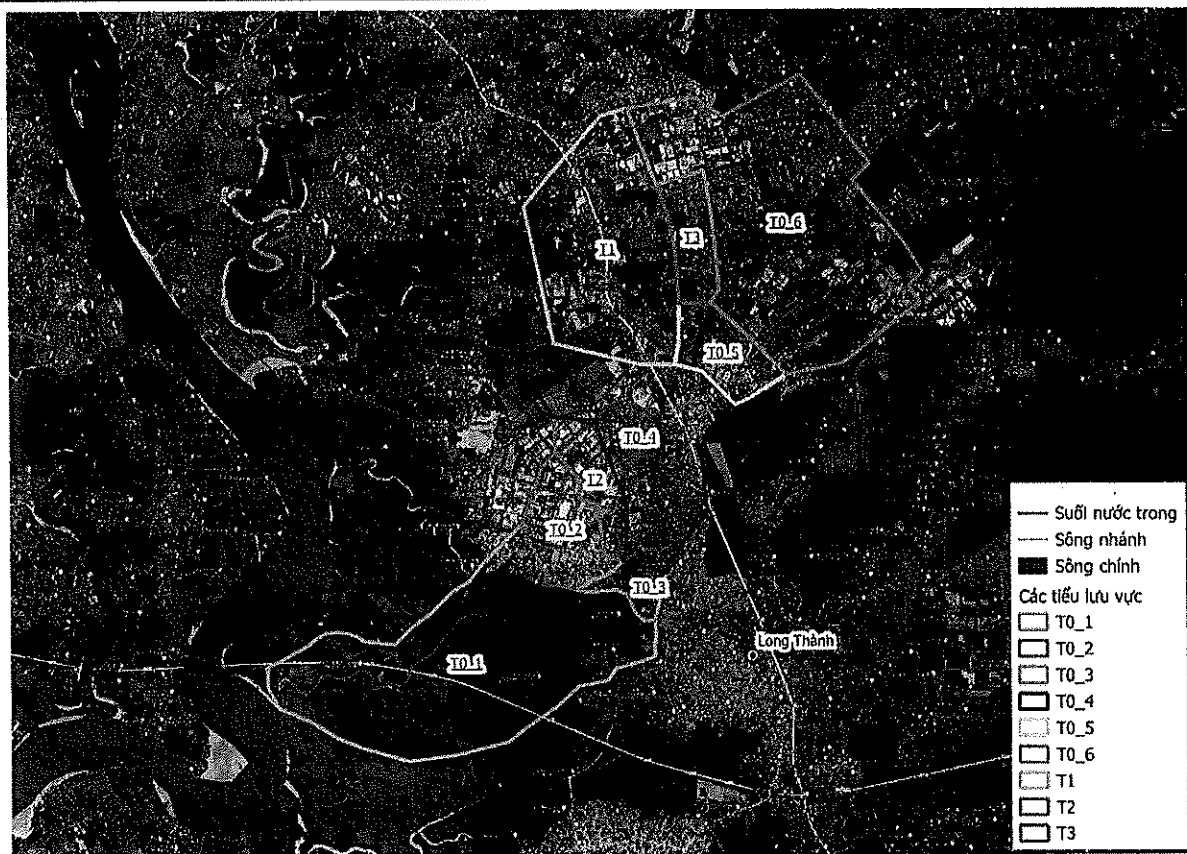 T0_6
T1
T3
T0_5
T0_4
T2
T0_2
T0_3
Long Thành
T0_1
Suối nước trong
Sông nhánh
Sông chính
Các tiểu lưu vực
T0_1
T0_2
T0_3
T0_4
T0_5
T0_6
T1
T2
T3